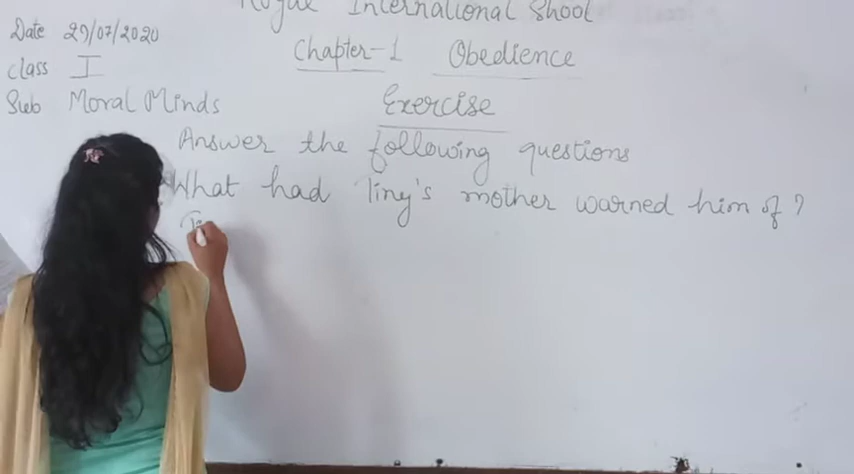 International Shool
Date 29/07/2020
Chapter-1 Obedience
Class I
Sub Moral Minds
Exercise
Answer the following questions
What had Tiny's mother warned him of?